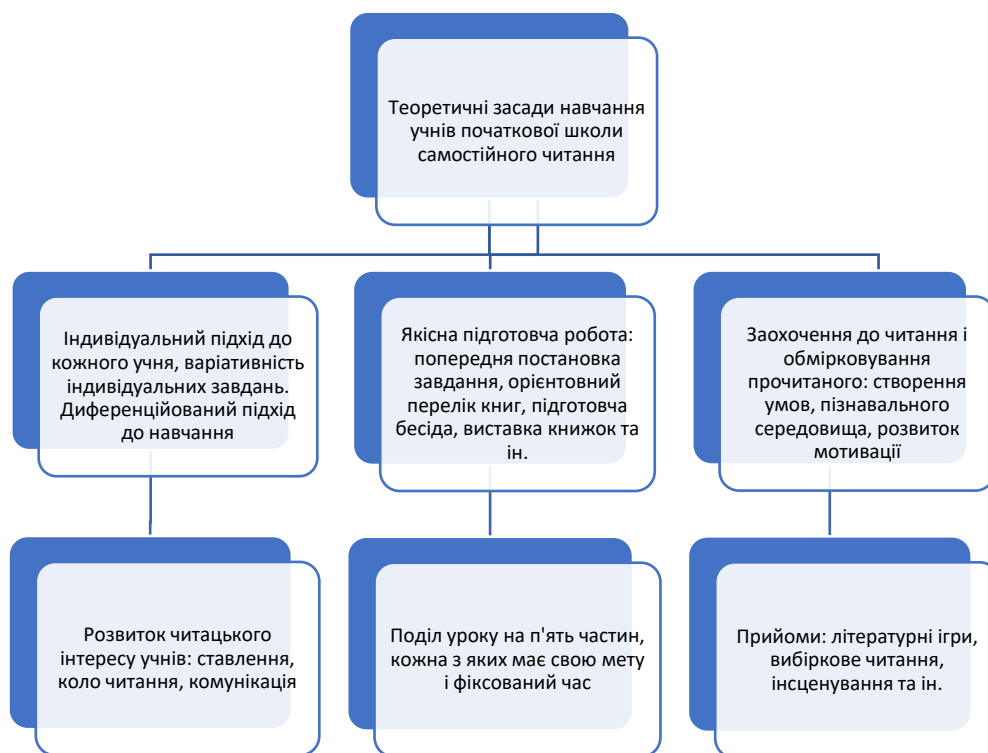 Теоретичні засади навчання
учнів початкової школи
самостійного читання
Індивідуальний підхід до
кожного учня, варіативність
індивідуальних завдань.
Диференційований підхід
до навчання
Якісна підготовча робота:
попередня постановка
завдання, орієнтовний
перелік книг, підготовча
бесіда, виставка книжок та
ін.
Заохочення до читання і
обмірковування
прочитаного: створення
умов, пізнавального
середовища, розвиток
мотивації
Розвиток читацького
інтересу учнів: ставлення,
коло читання, комунікація
Поділ уроку на п'ять частин,
кожна з яких має свою мету
і фіксований час
Прийоми: літературні ігри,
вибіркове читання,
інсценування та ін.